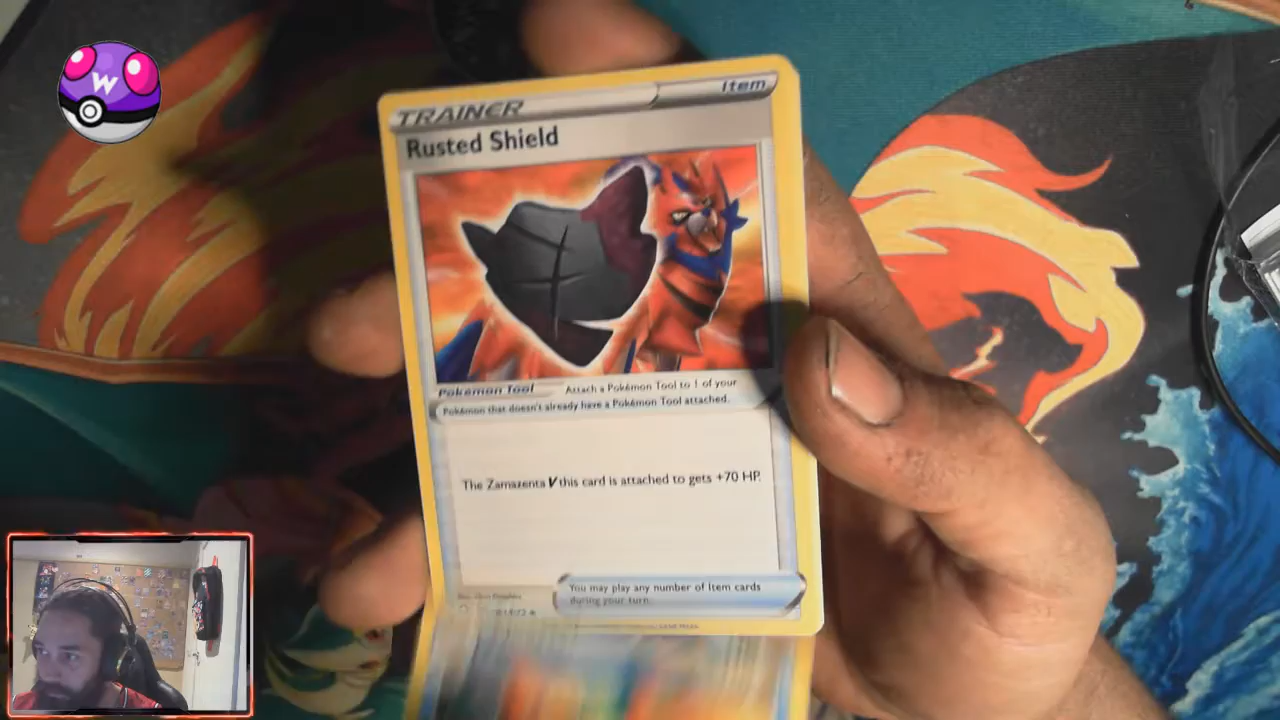 W
TRAINER
Item
Rusted Shield
Pokémon Tool
Attach a Pokémon Tool to 1 of your
Pokémon that doesn't already have a Pokémon Tool attached.
The Zamazenta V this card is attached to gets +70 HP.
You may play any number of Item cards
during your turn.